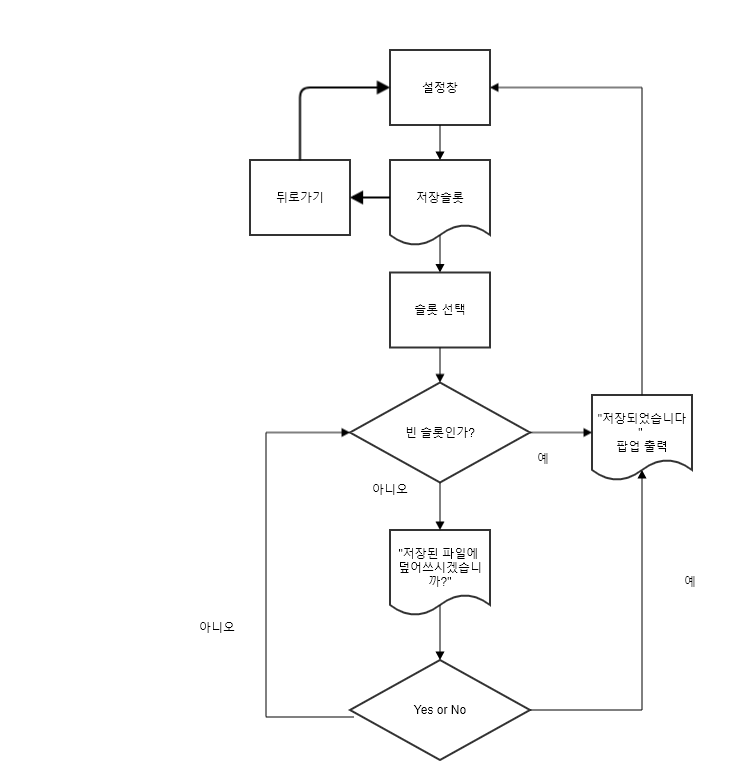 설정창
뒤로가기
저장슬롯
슬롯 선택
빈 슬롯인가?
"저장되었습니다
"
팝업 출력
예
아니오
"저장된 파일에
덮어쓰시겠습니
까?"
예
아니오
Yes or No